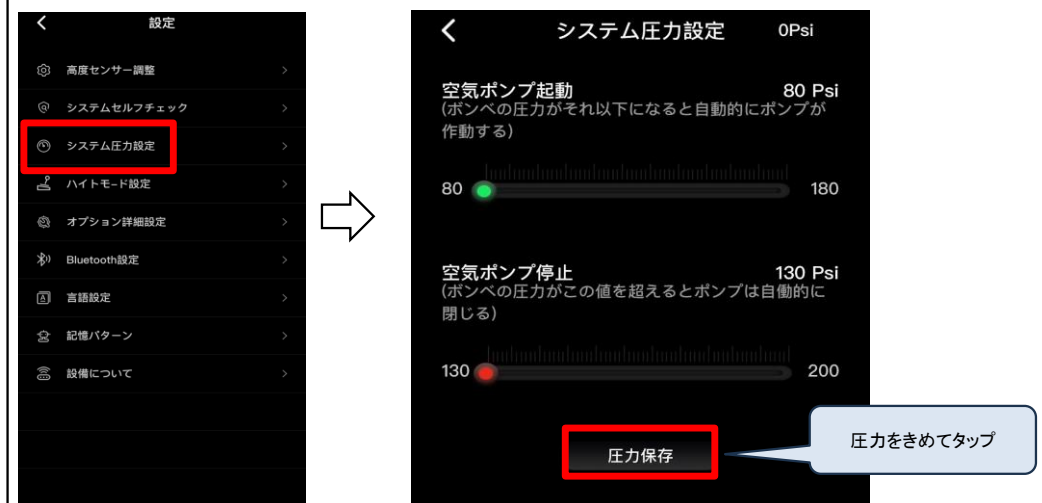 設定
高度センサー調整
システムセルフチェック
システム圧力設定
ハイトモード設定
オプション詳細設定
Bluetooth設定
言語設定
記憶パターン
設備について
システム圧力設定 0Psi
空気ポンプ起動 80 Psi
(ボンベの圧力がそれ以下になると自動的にポンプが
作動する)
80 180
空気ポンプ停止 130 Psi
(ボンベの圧力がこの値を超えるとポンプは自働的に
閉じる)
130 200
圧力保存
圧力をきめてタップ